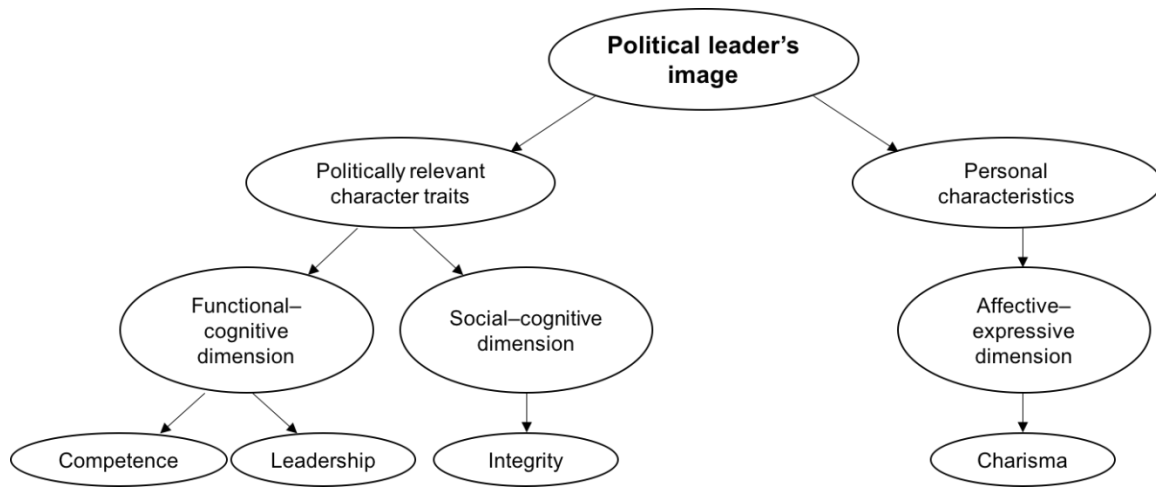 Political leader’s
image
Politically relevant
character traits
Personal
characteristics
Functional–
cognitive
dimension
Social–cognitive
dimension
Affective–
expressive
dimension
Competence
Leadership
Integrity
Charisma